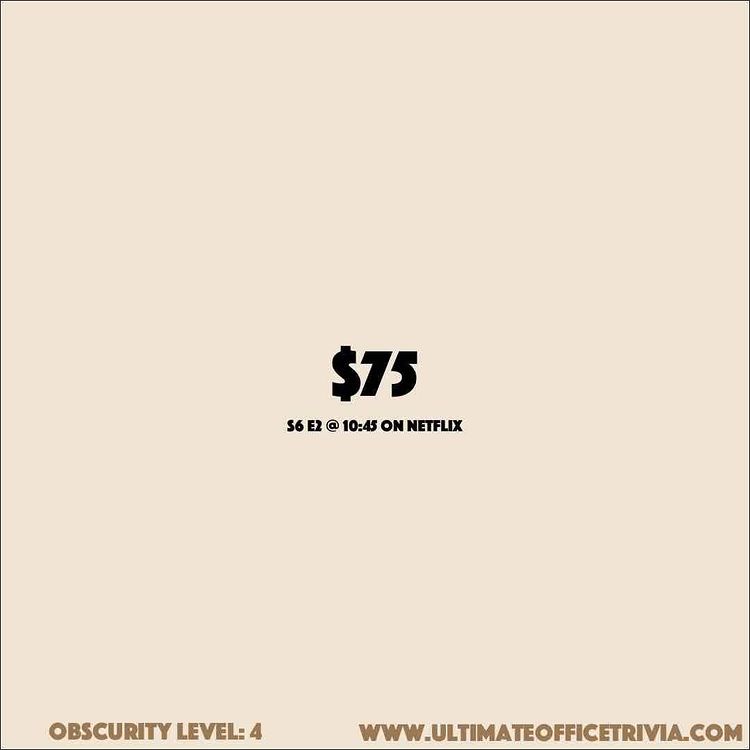 $75
S6 E2 @ 10:45 ON NETFLIX
OBSCURITY LEVEL: 4
WWW.ULTIMATEOFFICETRIVIA.COM